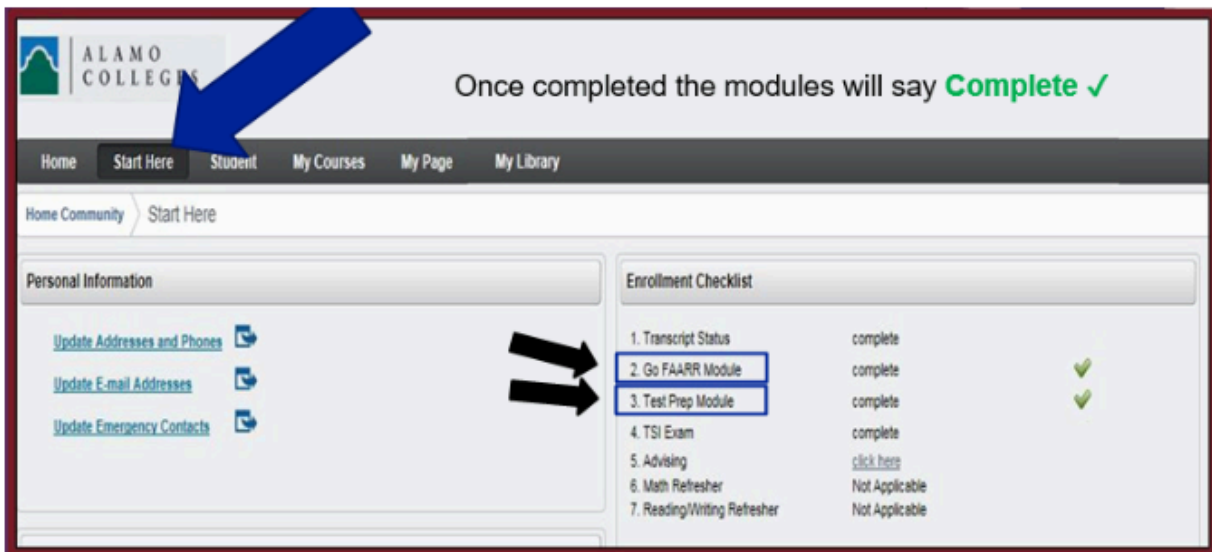 ALAMO
COLLEGES
Once completed the modules will say Complete ✓
Home Start Here Student My Courses My Page My Library
Home Community Start Here
Personal Information
Update Addresses and Phones
Update E-mail Addresses
Update Emergency Contacts
Enrollment Checklist
1. Transcript Status complete
2. Go FAARR Module complete
3. Test Prep Module complete
4. TSI Exam complete
5. Advising click here
6. Math Refresher Not Applicable
7. Reading/Writing Refresher Not Applicable